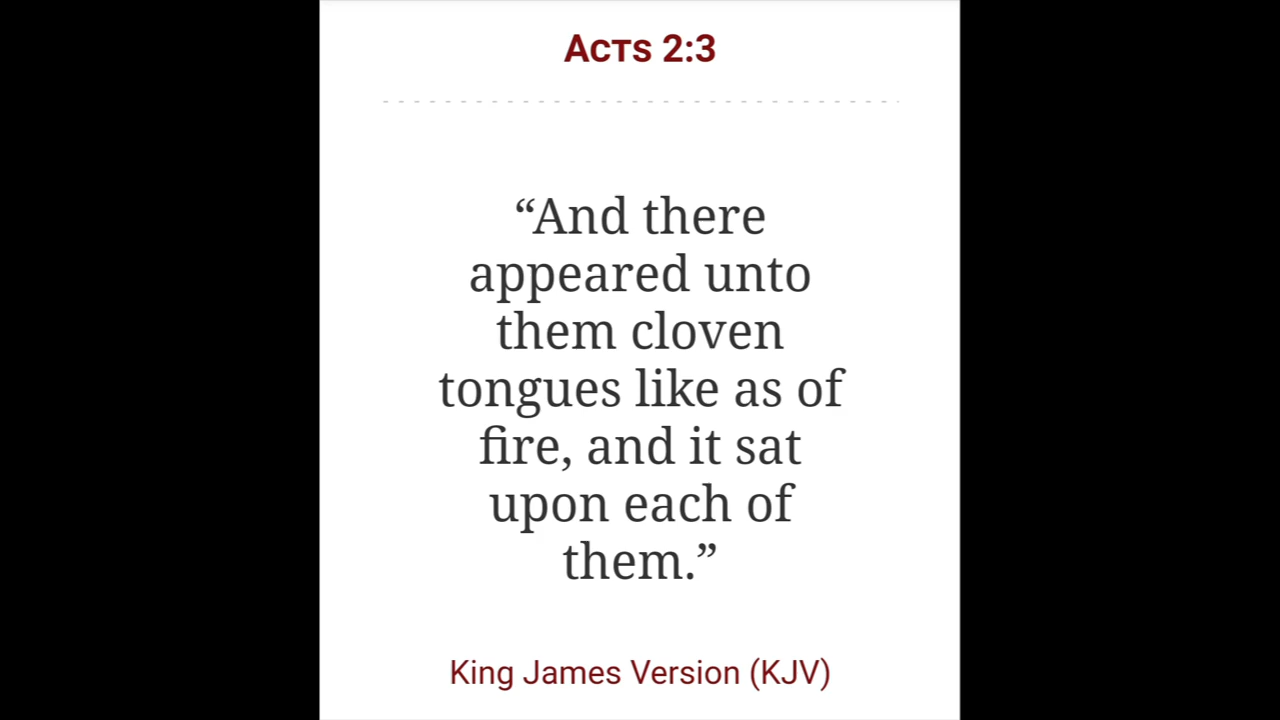 Acts 2:3
“And there
appeared unto
them cloven
tongues like as of
fire, and it sat
upon each of
them.”
King James Version (KJV)